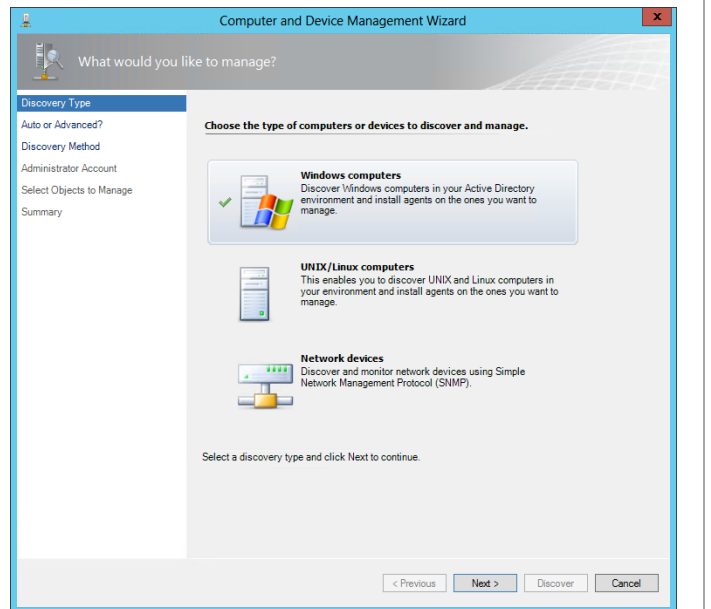 Computer and Device Management Wizard
x
What would you like to manage?
Discovery Type
Auto or Advanced?
Discovery Method
Administrator Account
Select Objects to Manage
Summary
Choose the type of computers or devices to discover and manage.
Windows computers
Discover Windows computers in your Active Directory
environment and install agents on the ones you want to
manage.
UNIX/Linux computers
This enables you to discover UNIX and Linux computers in
your environment and install agents on the ones you want to
manage.
Network devices
Discover and monitor network devices using Simple
Network Management Protocol (SNMP).
Select a discovery type and click Next to continue.
< Previous Next > Discover Cancel